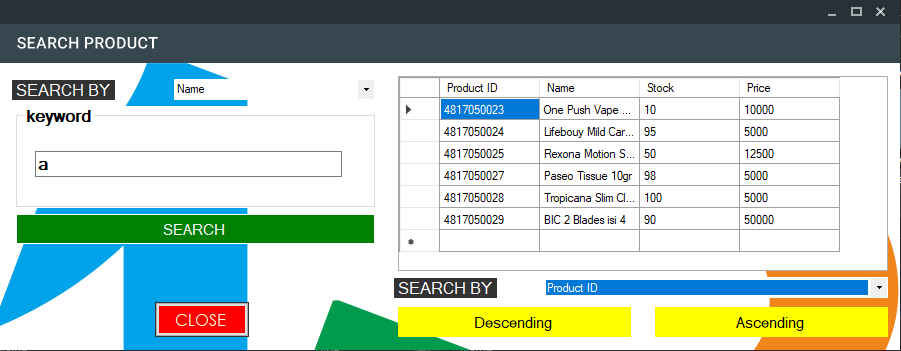 SEARCH PRODUCT
SEARCH BY Name
keyword
a
SEARCH
CLOSE
Product ID Name Stock Price
4817050023 One Push Vape ... 10 10000
4817050024 Lifebouy Mild Car... 95 5000
4817050025 Rexona Motion S... 50 12500
4817050027 Paseo Tissue 10gr 98 5000
4817050028 Tropicana Slim Cl... 100 5000
4817050029 BIC 2 Blades isi 4 90 50000
SEARCH BY Product ID
Descending Ascending